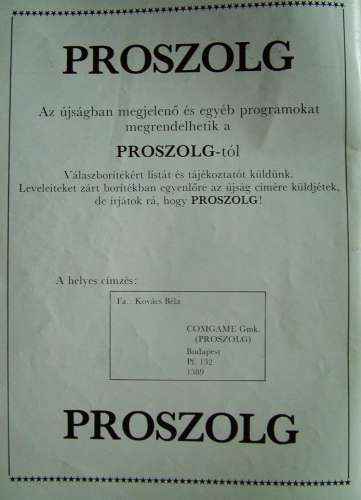 PROSZOLG
Az újságban megjelenő és egyéb programokat
megrendelhetik a
PROSZOLG-tól
Válaszborítékért listát és tájékoztatót küldünk.
Leveleiteket zárt borítékban egyenlőre az újság címére küldjétek,
de írjátok rá, hogy PROSZOLG!
A helyes címzés:
Fa.: Kovács Béla
COMGAME Gmk.
(PROSZOLG)
Budapest
Pf. 132
1389
PROSZOLG